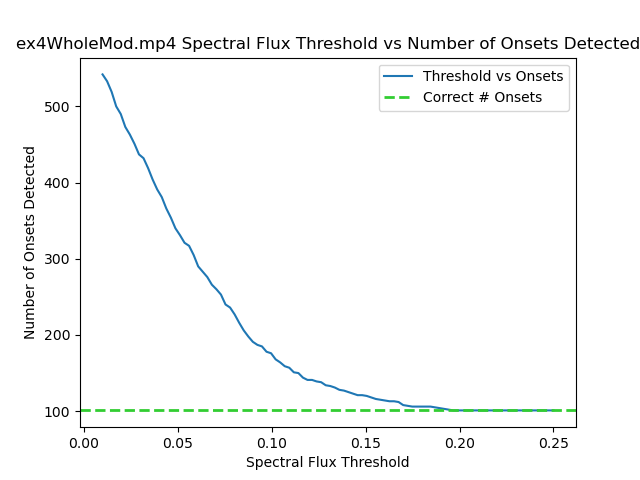 ex4WholeMod.mp4 Spectral Flux Threshold vs Number of Onsets Detected
Threshold vs Onsets
Correct # Onsets
Number of Onsets Detected
500
400
300
200
100
0.00 0.05 0.10 0.15 0.20 0.25
Spectral Flux Threshold